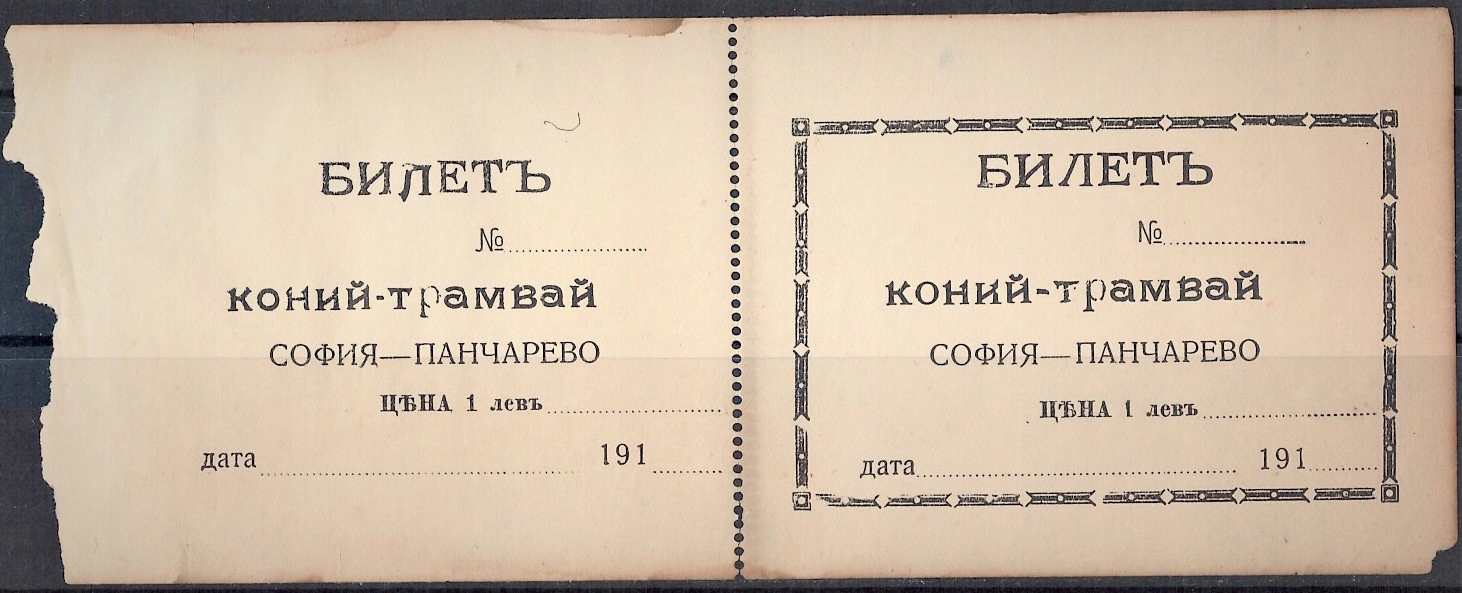 БИЛЕТЪ
№
коний-трамвай
СОФИЯ—ПАНЧАРЕВО
ЦѢНА 1 левъ
дата 191
БИЛЕТЪ
№
коний-трамвай
СОФИЯ—ПАНЧАРЕВО
ЦѢНА 1 левъ
дата 191